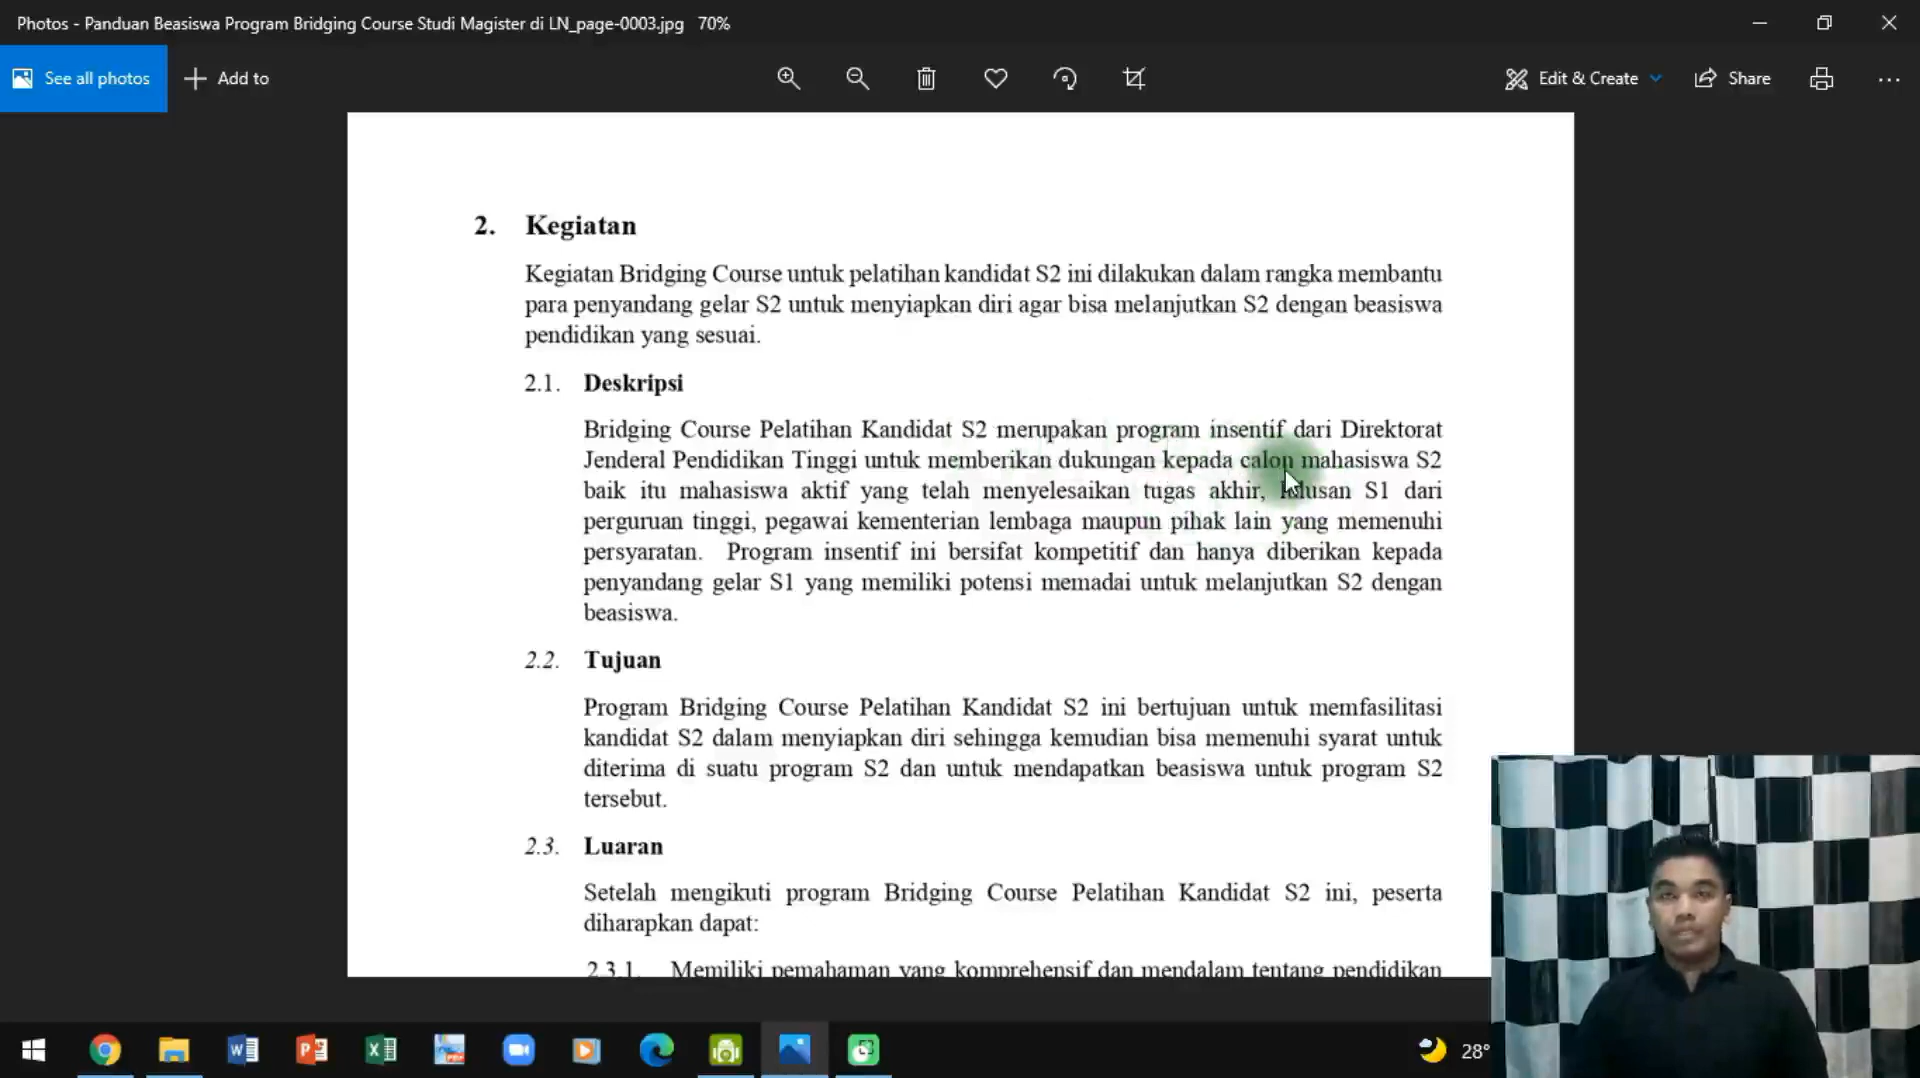 Photos - Panduan Beasiswa Program Bridging Course Studi Magister di LN_page-0003.jpg 70%
See all photos
Add to
Edit & Create
Share
2. Kegiatan
Kegiatan Bridging Course untuk pelatihan kandidat S2 ini dilakukan dalam rangka membantu
para penyandang gelar S2 untuk menyiapkan diri agar bisa melanjutkan S2 dengan beasiswa
pendidikan yang sesuai.
2.1. Deskripsi
Bridging Course Pelatihan Kandidat S2 merupakan program insentif dari Direktorat
Jenderal Pendidikan Tinggi untuk memberikan dukungan kepada calon mahasiswa S2
baik itu mahasiswa aktif yang telah menyelesaikan tugas akhir, lulusan S1 dari
perguruan tinggi, pegawai kementerian lembaga maupun pihak lain yang memenuhi
persyaratan. Program insentif ini bersifat kompetitif dan hanya diberikan kepada
penyandang gelar S1 yang memiliki potensi memadai untuk melanjutkan S2 dengan
beasiswa.
2.2. Tujuan
Program Bridging Course Pelatihan Kandidat S2 ini bertujuan untuk memfasilitasi
kandidat S2 dalam menyiapkan diri sehingga kemudian bisa memenuhi syarat untuk
diterima di suatu program S2 dan untuk mendapatkan beasiswa untuk program S2
tersebut.
2.3. Luaran
Setelah mengikuti program Bridging Course Pelatihan Kandidat S2 ini, peserta
diharapkan dapat:
2.3.1. Memiliki pemahaman yang komprehensif dan mendalam tentang pendidikan
28°